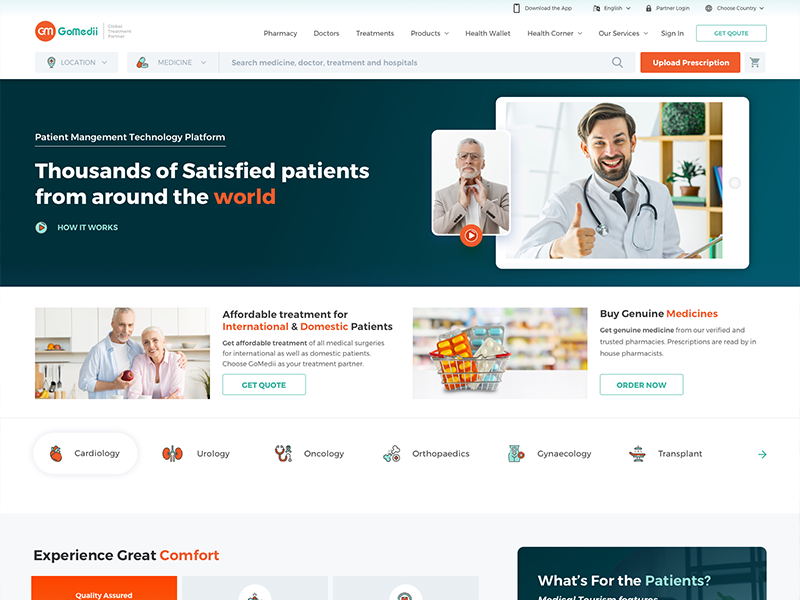 Download the App
English
Partner Login
Choose Country
GM GoMedii Global
Treatment
Partner
Pharmacy
Doctors
Treatments
Products
Health Wallet
Health Corner
Our Services
Sign In
GET QOUTE
LOCATION
MEDICINE
Search medicine, doctor, treatment and hospitals
Upload Prescription
Patient Mangement Technology Platform
Thousands of Satisfied patients
from around the world
HOW IT WORKS
Affordable treatment for
International & Domestic Patients
Get affordable treatment of all medical surgeries
for international as well as domestic patients.
Choose GoMedii as your treatment partner.
GET QUOTE
Buy Genuine Medicines
Get genuine medicine from our verified and
trusted pharmacies. Prescriptions are read by in
house pharmacists.
ORDER NOW
Cardiology
Urology
Oncology
Orthopaedics
Gynaecology
Transplant
Experience Great Comfort
Quality Assured
What's For the Patients?
Medical Tourism features